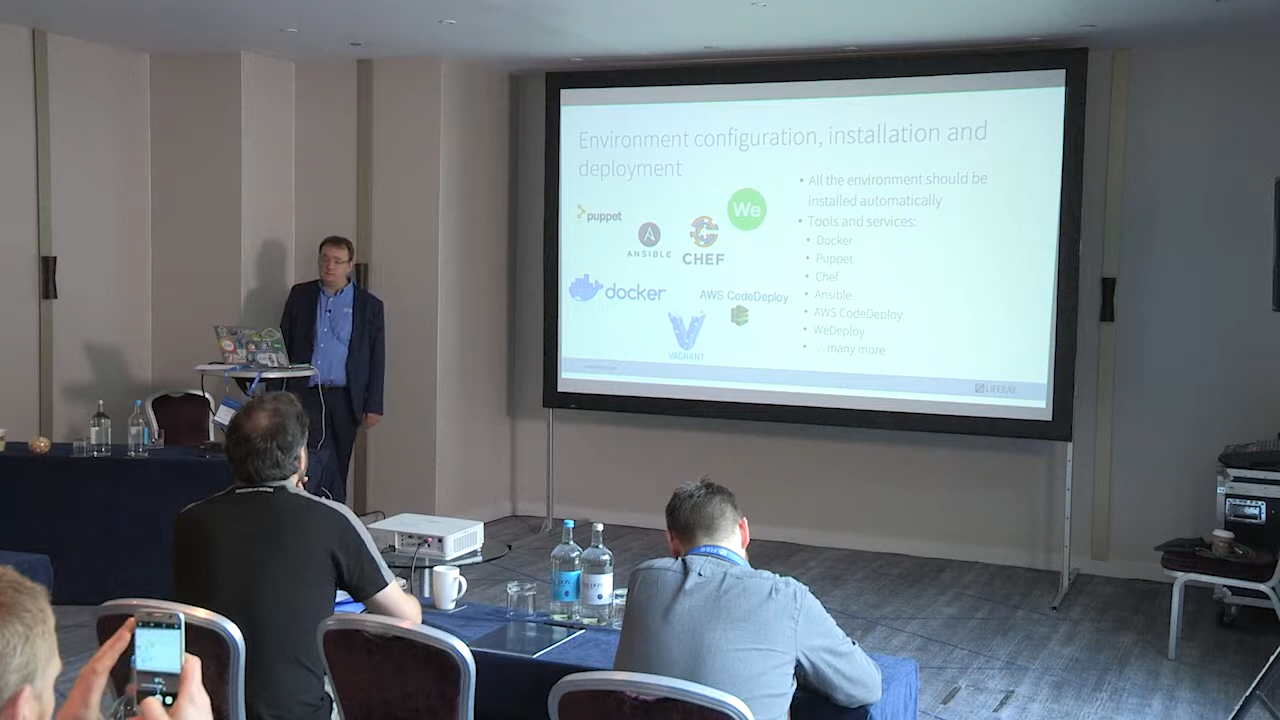 Environment configuration, installation and
deployment
puppet
ANSIBLE
CHEF
We
docker
AWS CodeDeploy
VAGRANT
• All the environment should be
installed automatically
• Tools and services:
• Docker
• Puppet
• Chef
• Ansible
• AWS CodeDeploy
• WeDeploy
• ... many more
LIFERAY